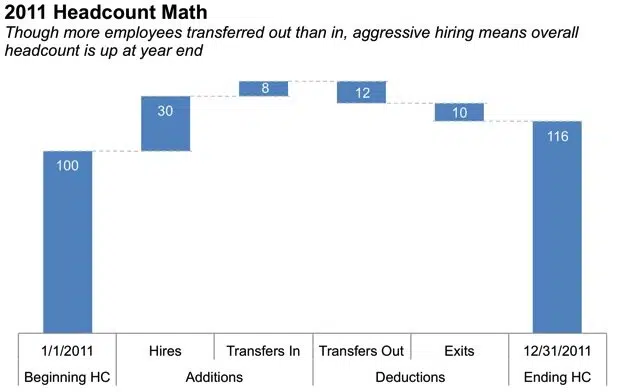 2011 Headcount Math
Though more employees transferred out than in, aggressive hiring means overall
headcount is up at year end
8
12
30
10
116
100
1/1/2011 Hires Transfers In Transfers Out Exits 12/31/2011
Beginning HC Additions Deductions Ending HC